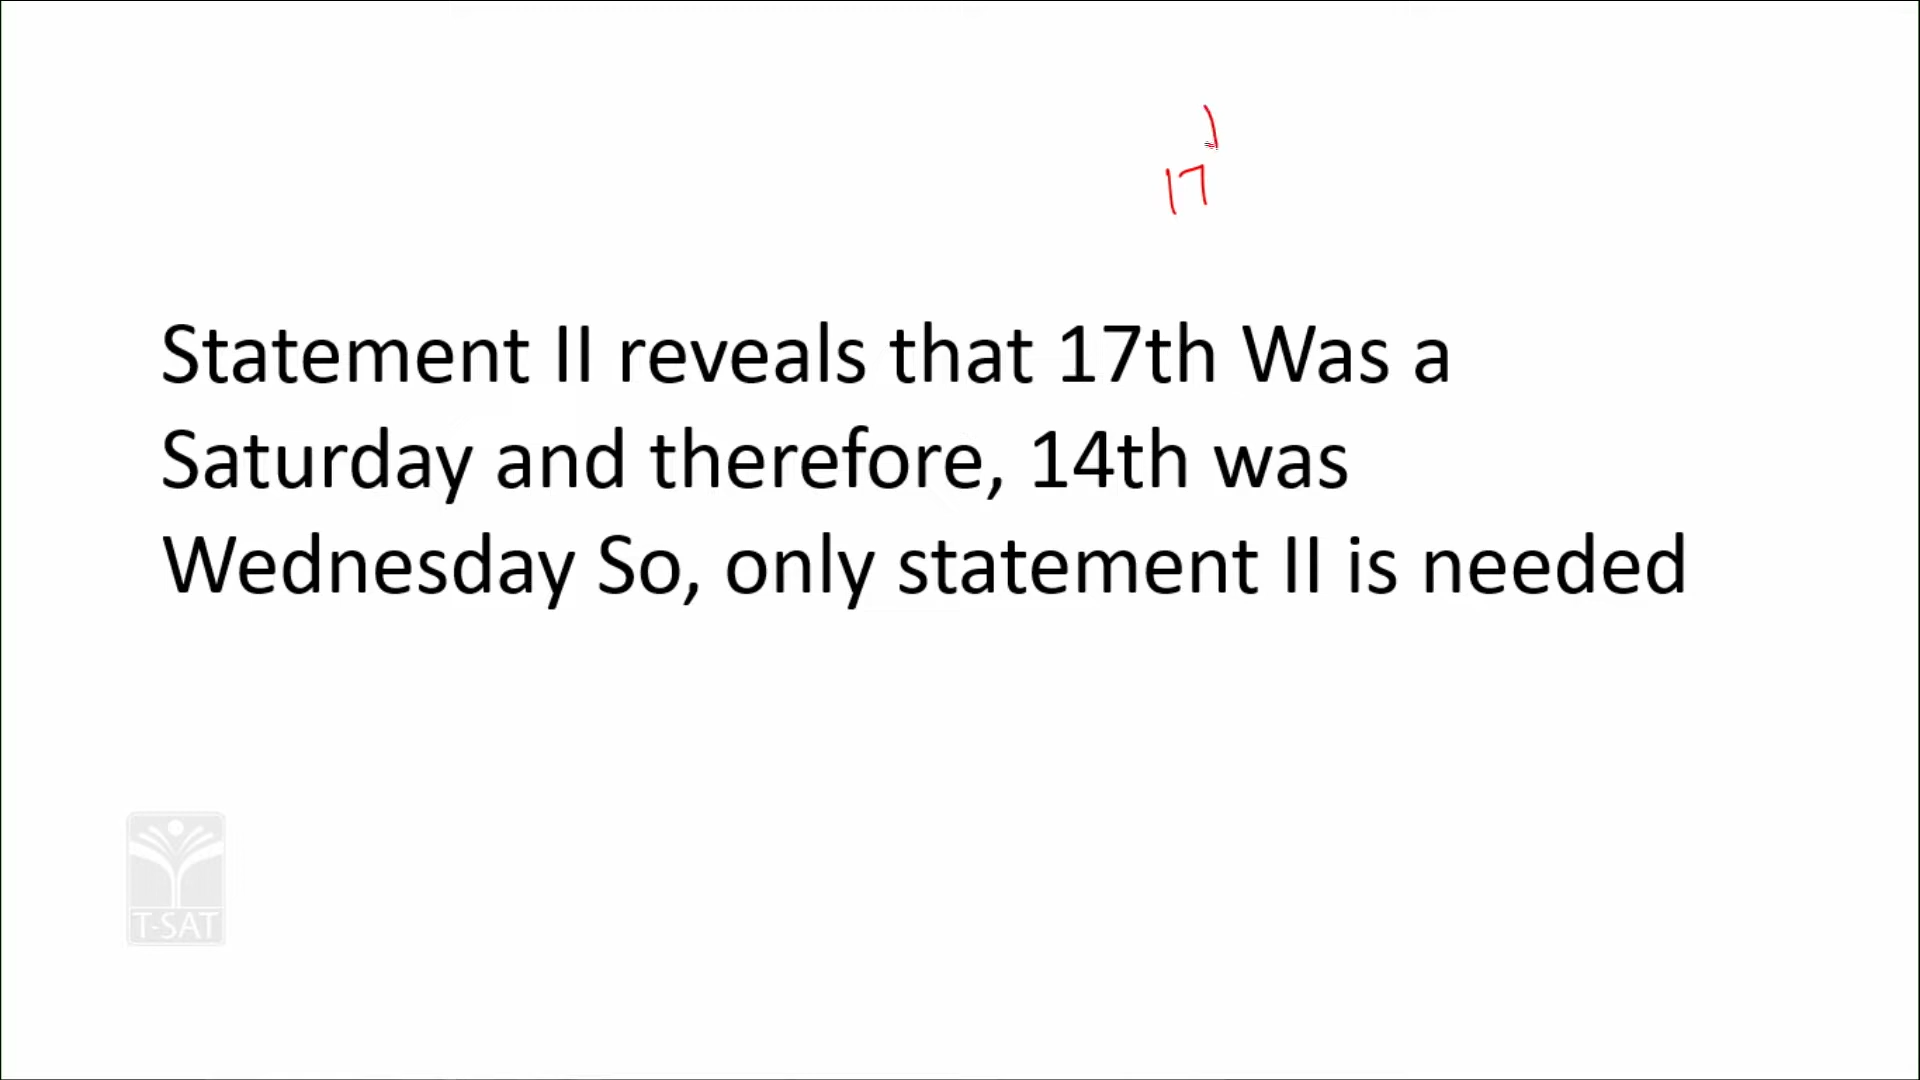 17
Statement II reveals that 17th Was a
Saturday and therefore, 14th was
Wednesday So, only statement II is needed
T-SAT